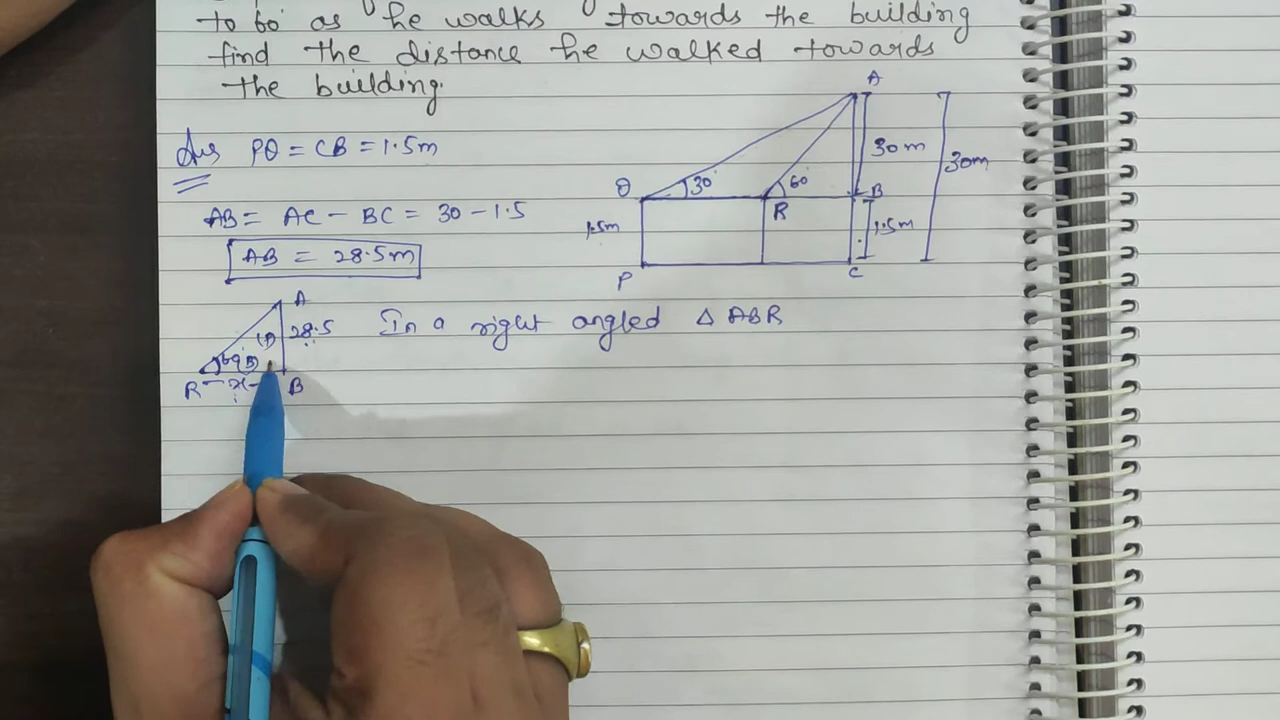 to 60° as he walks towards the building
find the distance he walked towards
the building.
Ans PQ = CB = 1.5m
AB = AC - BC = 30 - 1.5
AB = 28.5m
A
30m
30m
Q 30° 60° B
R
1.5m 1.5m
P C
A
28.5 In a right angled △ ABR
R - x - B